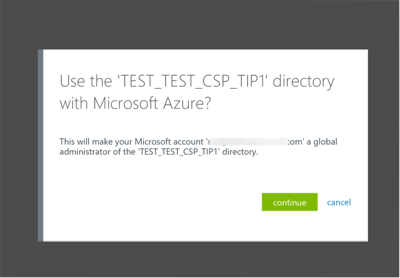 Use the 'TEST_TEST_CSP_TIP1' directory
with Microsoft Azure?
This will make your Microsoft account ' .com' a global
administrator of the 'TEST_TEST_CSP_TIP1' directory.
continue cancel